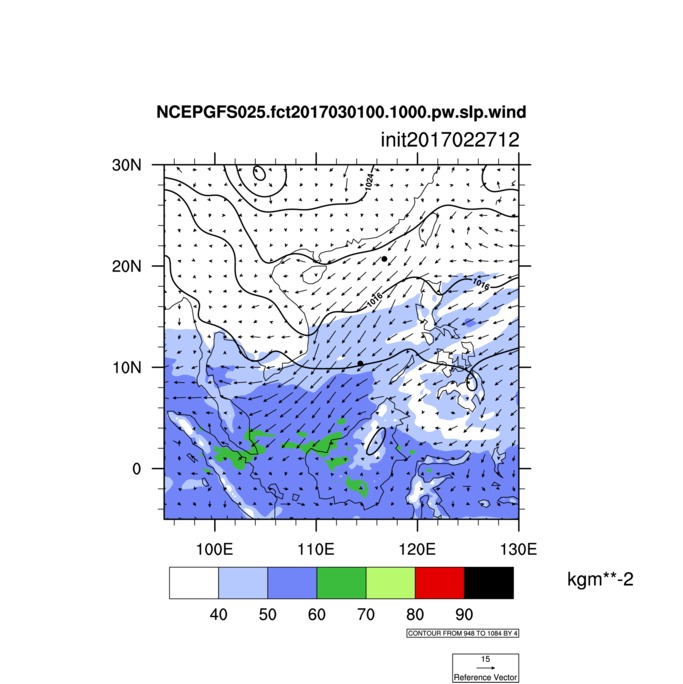 NCEPGFS025.fct2017030100.1000.pw.slp.wind
init2017022712
30N
20N
10N
0
1024
1016
1016
100E 110E 120E 130E
kgm**-2
40 50 60 70 80 90
CONTOUR FROM 948 TO 1084 BY 4
15
Reference Vector